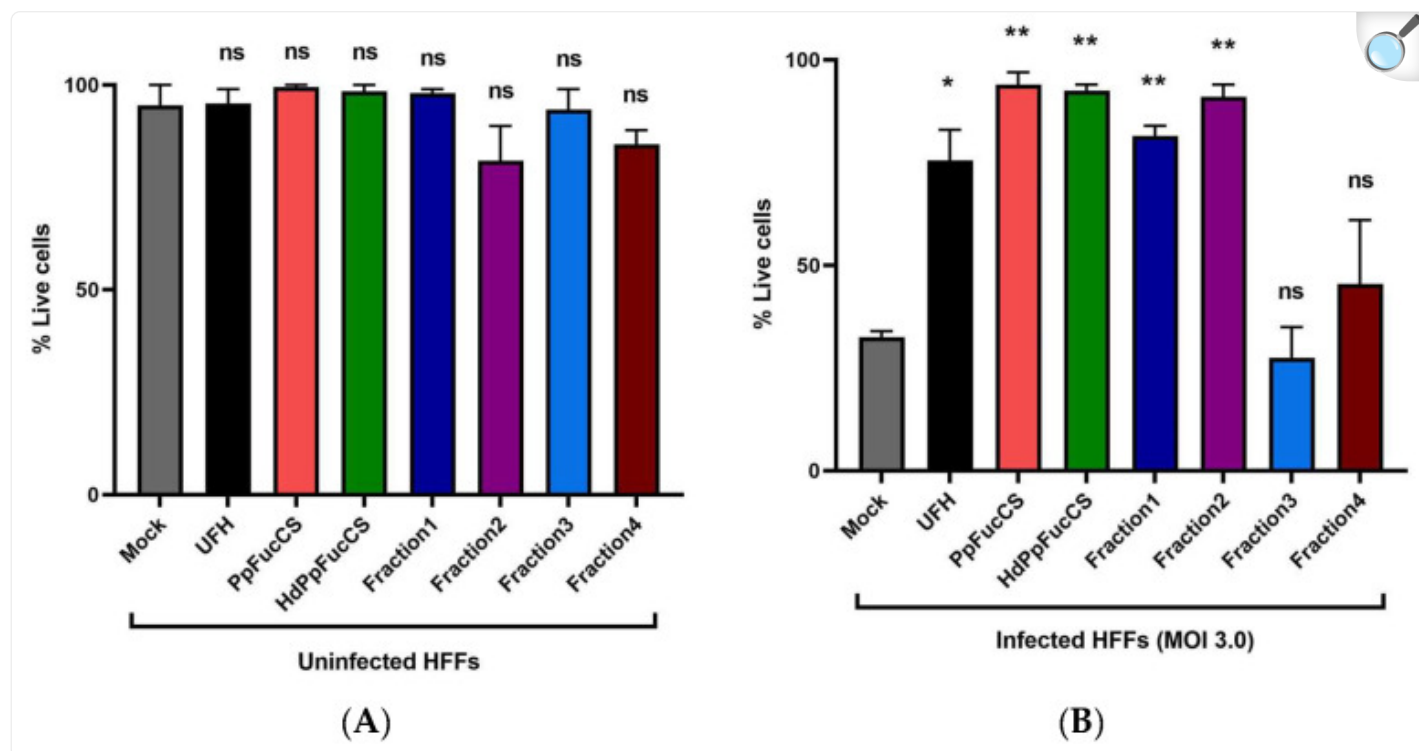 ns ns ns ns ns ns ns
100
50
0
% Live cells
Mock
UFH
PpFucCS
HdPpFucCS
Fraction1
Fraction2
Fraction3
Fraction4
Uninfected HFFs
(A)
* ** ** ** ** ns ns
100
50
0
% Live cells
Mock
UFH
PpFucCS
HdPpFucCS
Fraction1
Fraction2
Fraction3
Fraction4
Infected HFFs (MOI 3.0)
(B)